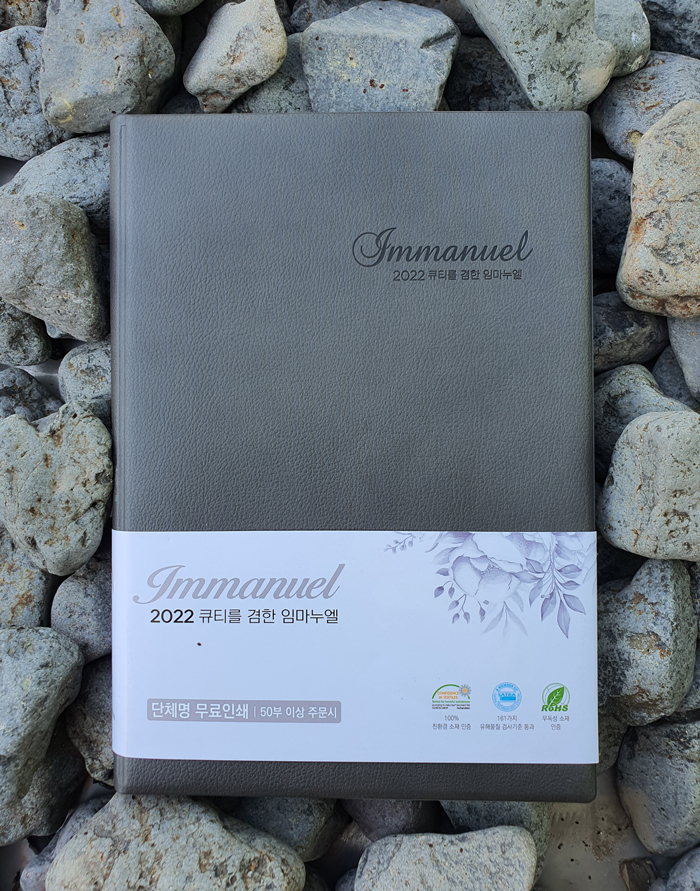 Immanuel
2022 큐티를 겸한 임마누엘
Immanuel
2022 큐티를 겸한 임마누엘
단체명 무료인쇄 | 50부 이상 주문시
100%
친환경 소재 인증
181가지
유해물질 검사기준 통과
RoHS
무독성 소재
인증